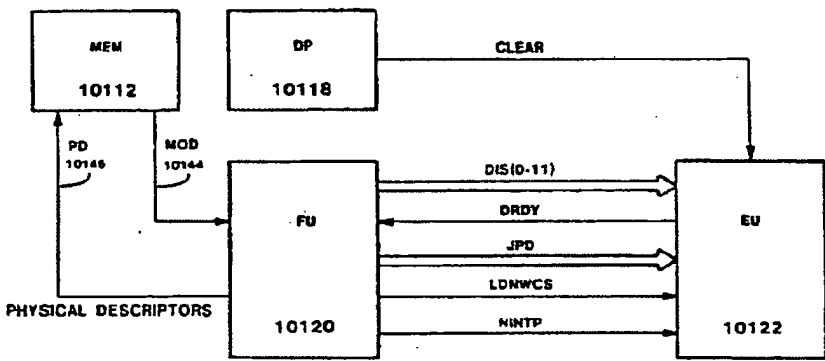 MEM
10112
DP
10118
CLEAR
PD
10146
MOD
10144
DIS(0-11)
DRDY
FU
EU
JPD
LDNWCS
PHYSICAL DESCRIPTORS
NINTP
10120
10122